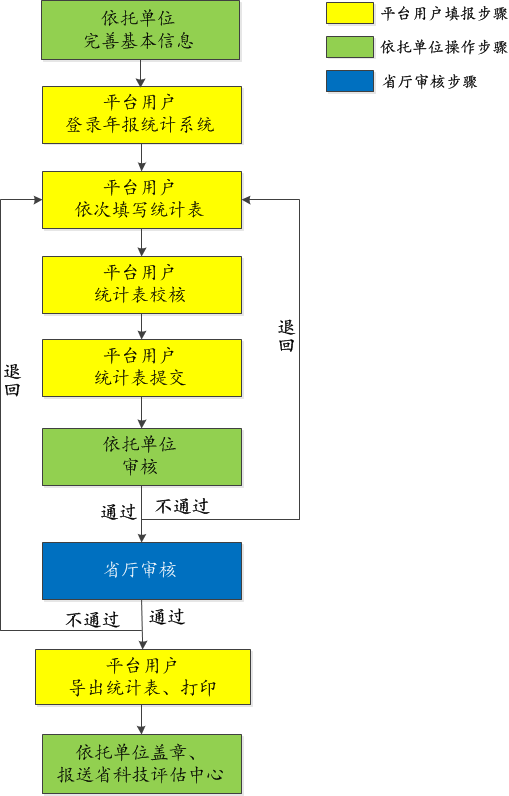 依托单位
完善基本信息
平台用户填报步骤
依托单位操作步骤
省厅审核步骤
平台用户
登录年报统计系统
平台用户
依次填写统计表
平台用户
统计表校核
退回
平台用户
统计表提交
退回
依托单位
审核
通过
不通过
省厅审核
不通过
通过
平台用户
导出统计表、打印
依托单位盖章、
报送省科技评估中心